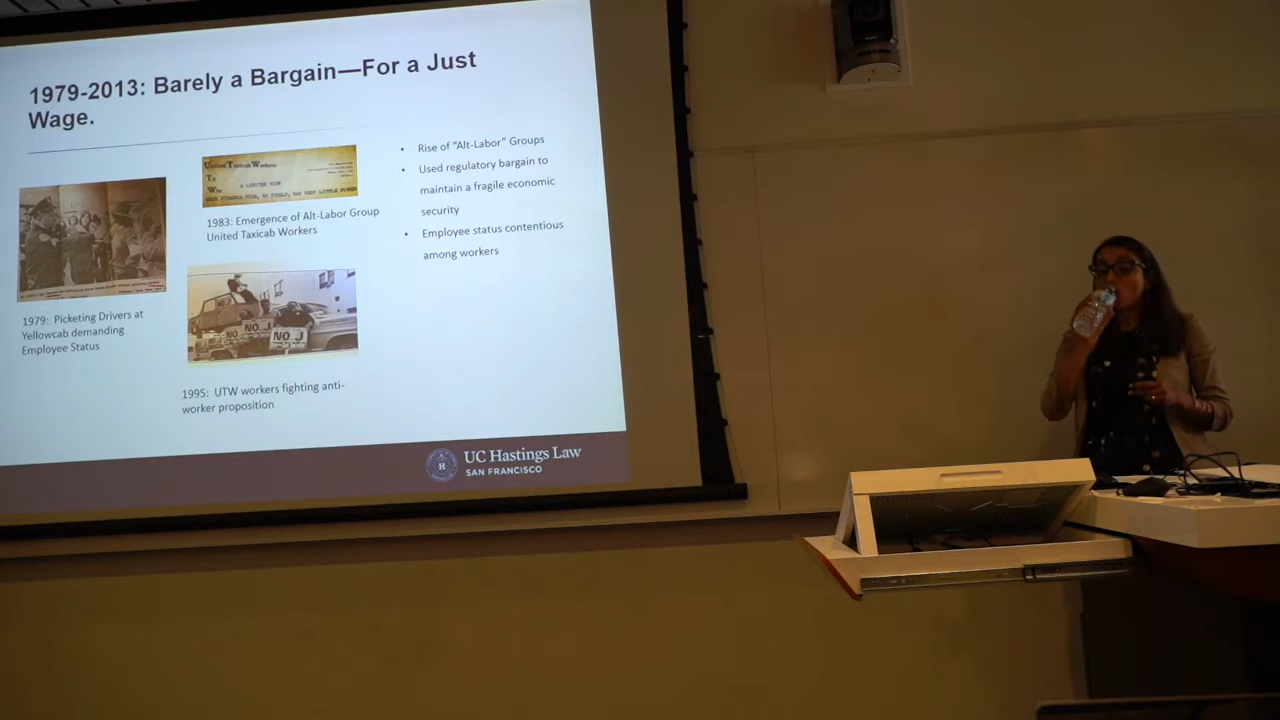 1979-2013: Barely a Bargain—For a Just
Wage.
United Taxicab Workers
A LIMITED VIEW
1983: Emergence of Alt-Labor Group
United Taxicab Workers
1979: Picketing Drivers at
Yellowcab demanding
Employee Status
NO.J
NO.J
1995: UTW workers fighting anti-
worker proposition
• Rise of "Alt-Labor" Groups
• Used regulatory bargain to
maintain a fragile economic
security
• Employee status contentious
among workers
UC Hastings Law
SAN FRANCISCO